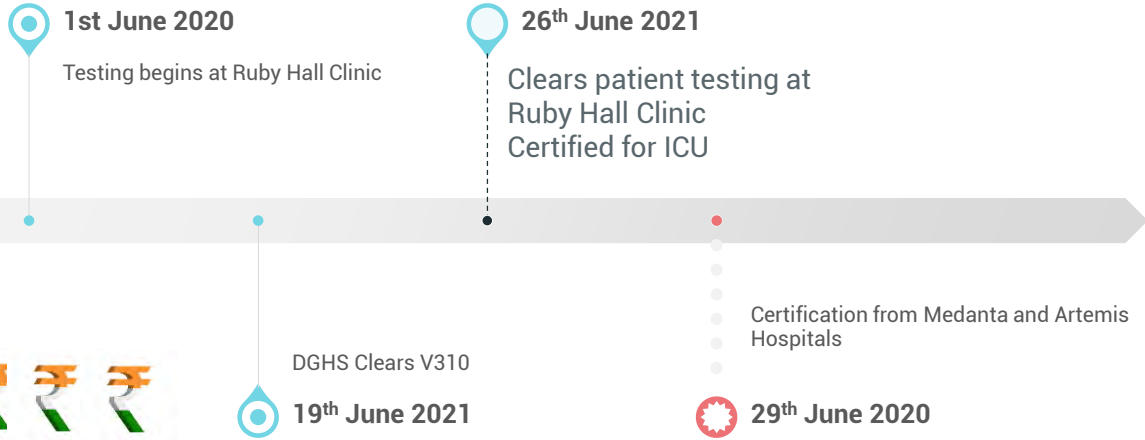 1st June 2020
Testing begins at Ruby Hall Clinic
26th June 2021
Clears patient testing at
Ruby Hall Clinic
Certified for ICU
DGHS Clears V310
19th June 2021
Certification from Medanta and Artemis
Hospitals
29th June 2020
₹ ₹